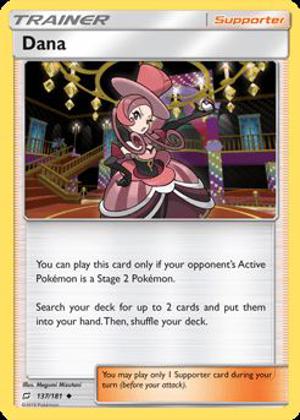 TRAINER
Supporter
Dana
You can play this card only if your opponent's Active
Pokémon is a Stage 2 Pokémon.
Search your deck for up to 2 cards and put them
into your hand. Then, shuffle your deck.
Illus. Megumi Mizutani
You may play only 1 Supporter card during your
turn (before your attack).
137/181
©2019 Pokémon